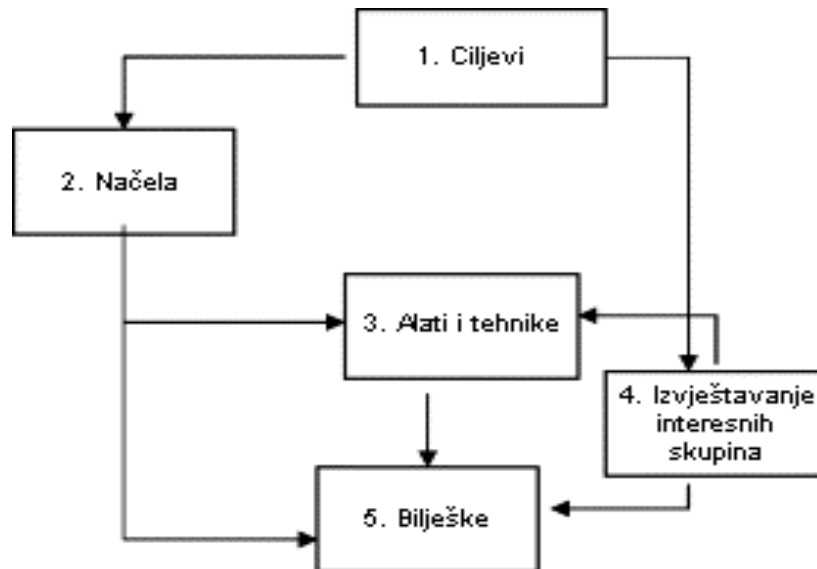 1. Ciljevi
2. Načela
3. Alati i tehnike
4. Izvještavanje
interesnih
skupina
5. Bilješke